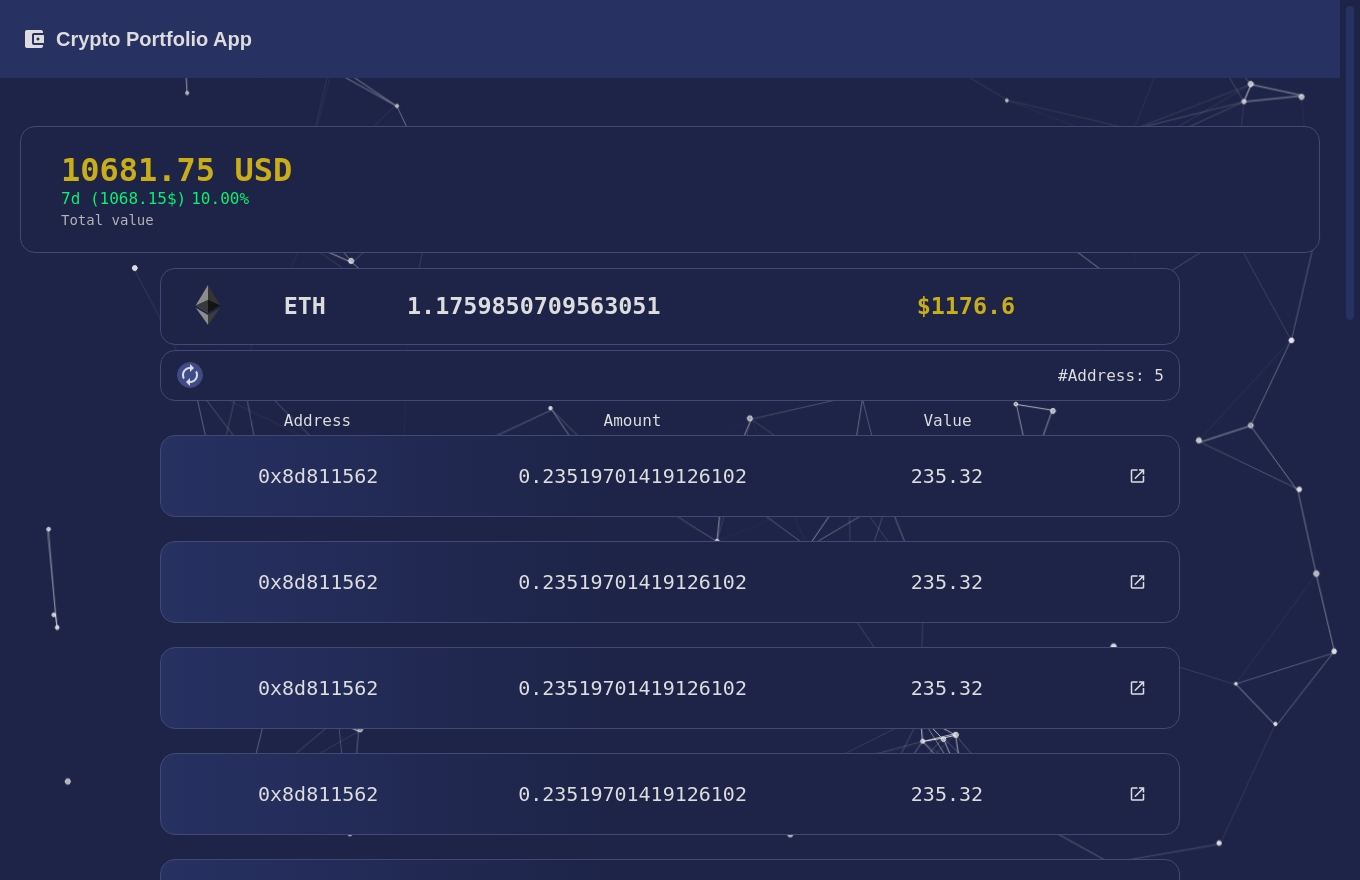 Crypto Portfolio App
10681.75 USD
7d (1068.15$) 10.00%
Total value
ETH 1.1759850709563051 $1176.6
#Address: 5
Address Amount Value
0x8d811562 0.23519701419126102 235.32
0x8d811562 0.23519701419126102 235.32
0x8d811562 0.23519701419126102 235.32
0x8d811562 0.23519701419126102 235.32